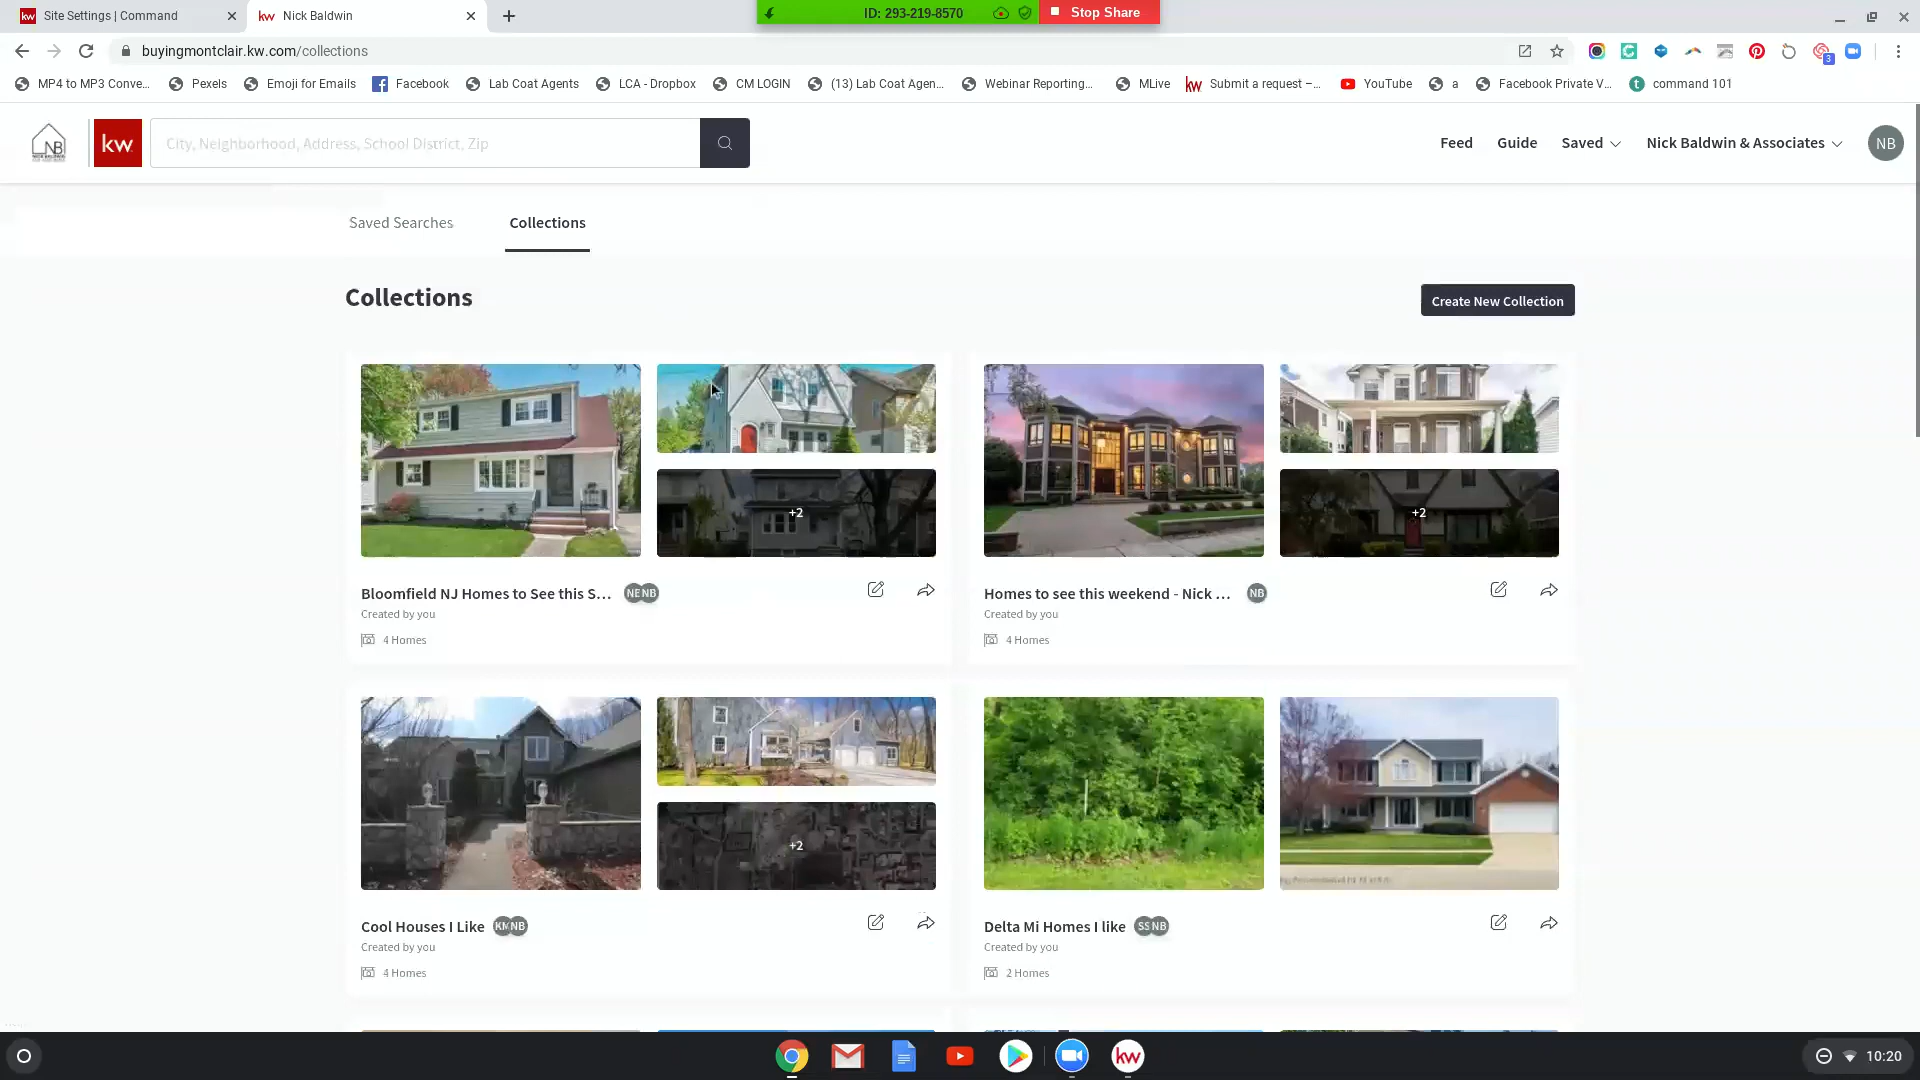 kw Site Settings | Command
kw Nick Baldwin
ID: 293-219-8570
Stop Share
buyingmontclair.kw.com/collections
3
MP4 to MP3 Conve...
Pexels
Emoji for Emails
Facebook
Lab Coat Agents
LCA - Dropbox
CM LOGIN
(13) Lab Coat Agen...
Webinar Reporting...
MLive
kw Submit a request –...
YouTube
a
Facebook Private V...
t command 101
NB
kw
City, Neighborhood, Address, School District, Zip
Feed
Guide
Saved
Nick Baldwin & Associates
NB
Saved Searches
Collections
Collections
Create New Collection
+2
+2
Bloomfield NJ Homes to See this S... NE NB
Created by you
4 Homes
Homes to see this weekend - Nick ... NB
Created by you
4 Homes
+2
Cool Houses I Like NB
Created by you
4 Homes
Delta Mi Homes I like SS NB
Created by you
2 Homes
kw
10:20